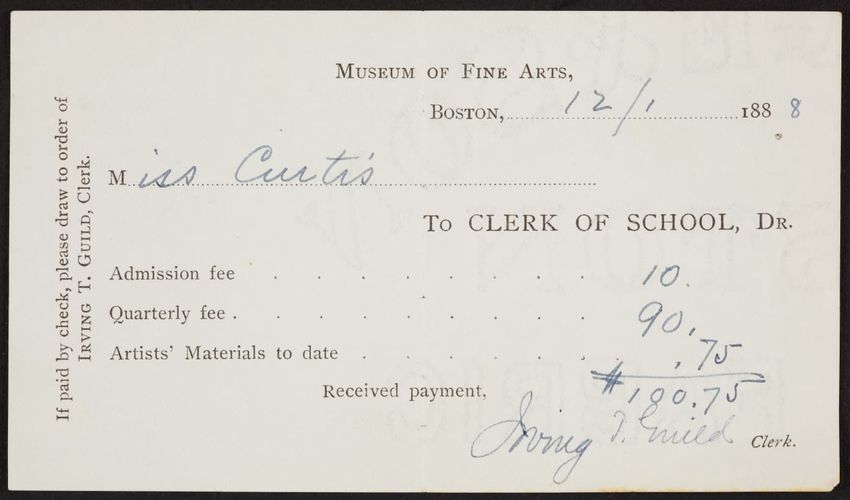 MUSEUM OF FINE ARTS,
BOSTON, 12/1 1888
Miss Curtis
TO CLERK OF SCHOOL, DR.
Admission fee . . . . . . . . 10.
Quarterly fee . . . . . . . . . 90.
Artists' Materials to date . . . . . . .75
Received payment, $100.75
Irving T. Guild Clerk.
If paid by check, please draw to order of
IRVING T. GUILD, Clerk.